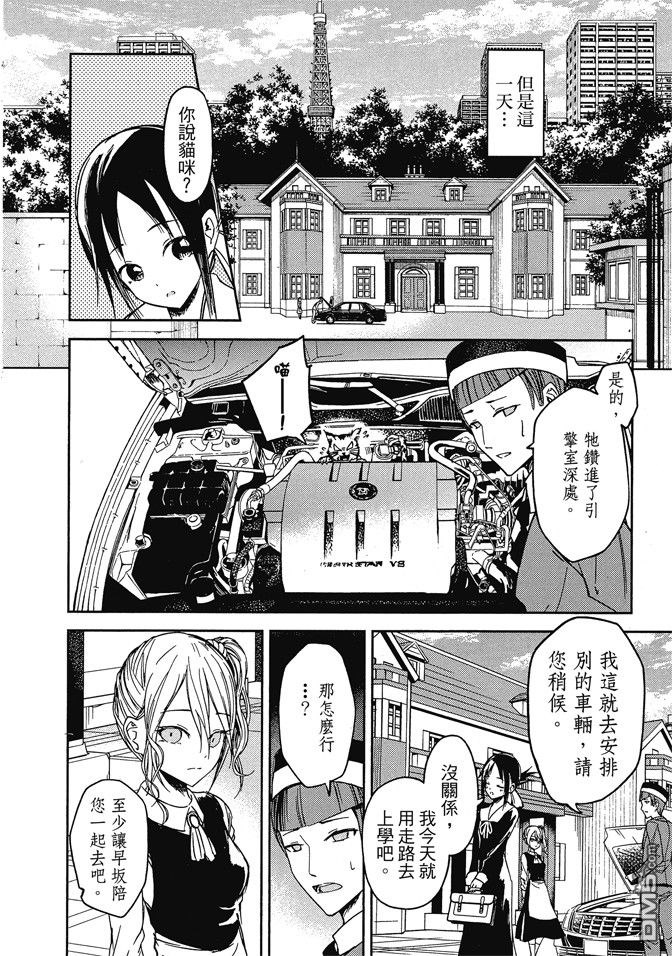 但是這
一天…
你說貓咪
？
是的，
牠鑽進了引
擎室深處。
喵——
V8
我這就去安排
別的車輛，請
您稍候。
沒關係，
我今天就
用走路去
上學吧。
那怎麼行
…？
至少讓早坂陪
您一起去吧。
DM5.com